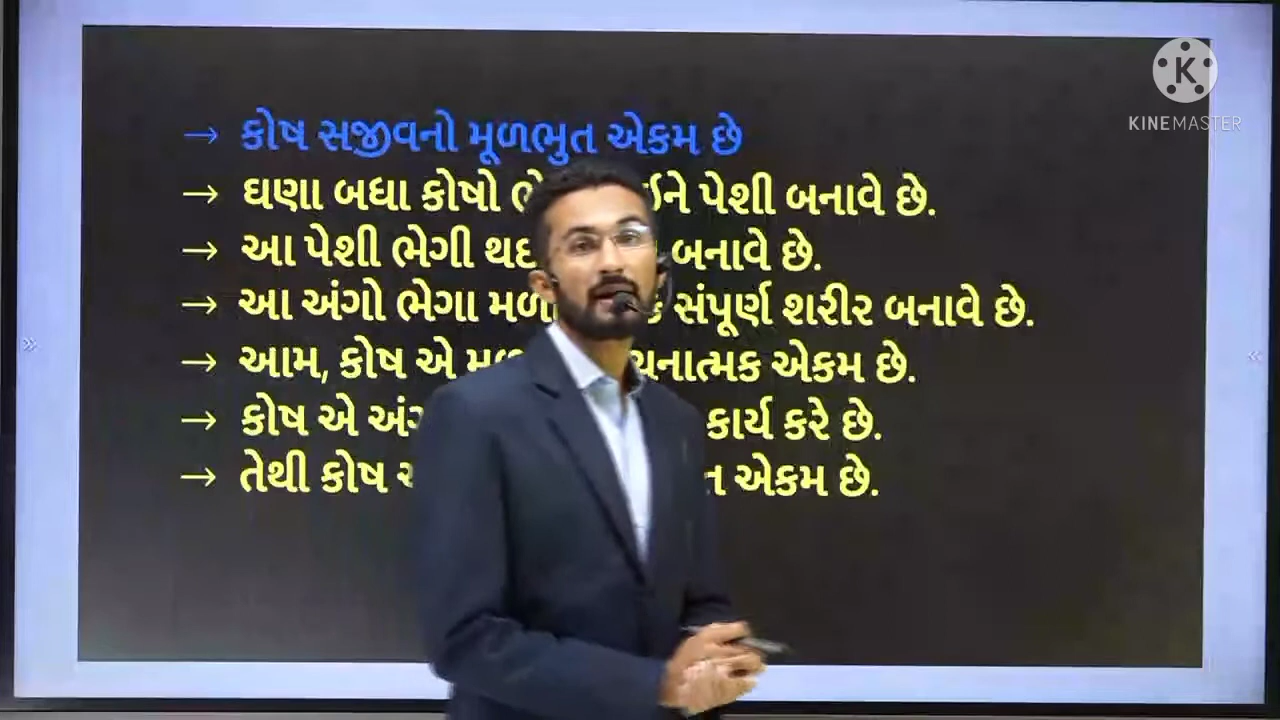 → કોષ સજીવનો મૂળભુત એકમ છે
→ ઘણા બધા કોષો પેશી બનાવે છે.
→ આ પેશી ભેગી બનાવે છે.
→ આ અંગો ભેગા સંપૂર્ણ શરીર બનાવે છે.
→ આમ, કોષ એ એકમ છે.
→ કોષ એ કાર્ય કરે છે.
→ તેથી કોષ એકમ છે.
K
KINEMASTER